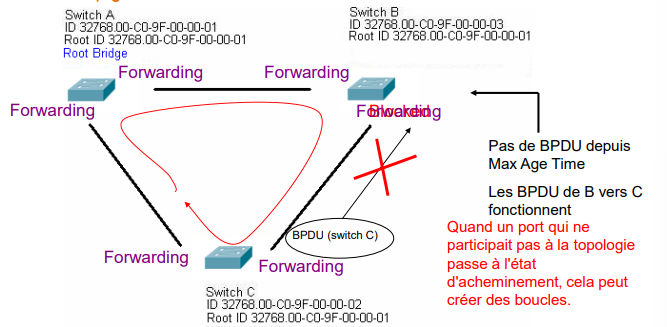 Switch A
ID 32768.00-C0-9F-00-00-01
Root ID 32768.00-C0-9F-00-00-01
Root Bridge
Switch B
ID 32768.00-C0-9F-00-00-03
Root ID 32768.00-C0-9F-00-00-01
Forwarding
Forwarding
Forwarding
Forwarding
Blocked
Pas de BPDU depuis
Max Age Time
Les BPDU de B vers C
fonctionnent
Quand un port qui ne
participait pas à la topologie
passe à l'état
d'acheminement, cela peut
créer des boucles.
BPDU (switch C)
Forwarding
Forwarding
Switch C
ID 32768.00-C0-9F-00-00-02
Root ID 32768.00-C0-9F-00-00-01